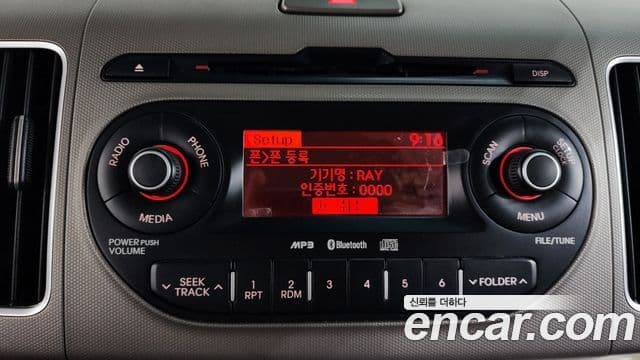 DISP
RADIO
PHONE
MEDIA
POWER PUSH
VOLUME
Setup 9:16
폰>폰 등록
기기명 : RAY
인증번호 : 0000
SCAN
MENU
FILE/TUNE
MP3 Bluetooth
SEEK
TRACK
1
RPT
2
RDM
3
4
5
6
FOLDER
신뢰를 더하다
encar.com